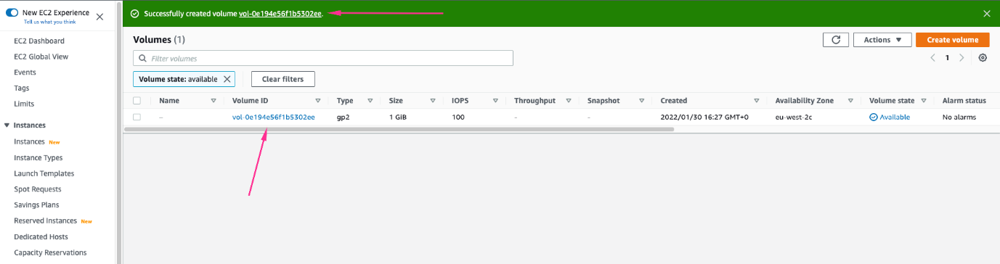 New EC2 Experience
Tell us what you think
EC2 Dashboard
EC2 Global View
Events
Tags
Limits
Instances
Instances New
Instance Types
Launch Templates
Spot Requests
Savings Plans
Reserved Instances New
Dedicated Hosts
Capacity Reservations
Successfully created volume vol-0e194e56f1b5302ee.
Volumes (1)
Actions
Create volume
Filter volumes
1
Volume state: available
Clear filters
Name Volume ID Type Size IOPS Throughput Snapshot Created Availability Zone Volume state Alarm status
– vol-0e194e56f1b5302ee gp2 1 GiB 100 - - 2022/01/30 16:27 GMT+0 eu-west-2c Available No alarms